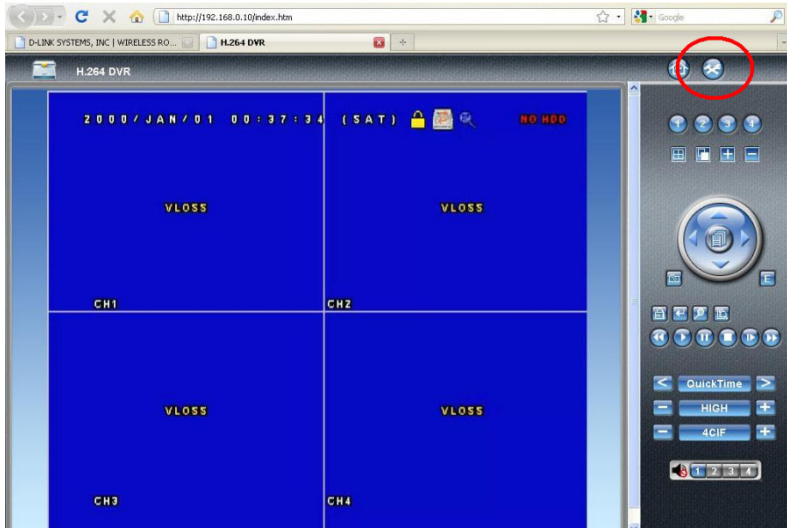 http://192.168.0.10/index.htm
Google
D-LINK SYSTEMS, INC | WIRELESS RO...
H.264 DVR
H.264 DVR
2000/JAN/01 00:37:34 (SAT)
NO HDD
1 2 3 4
VLOSS
VLOSS
E
CH1
CH2
QuickTime
HIGH
4CIF
VLOSS
VLOSS
1 2 3 4
CH3
CH4